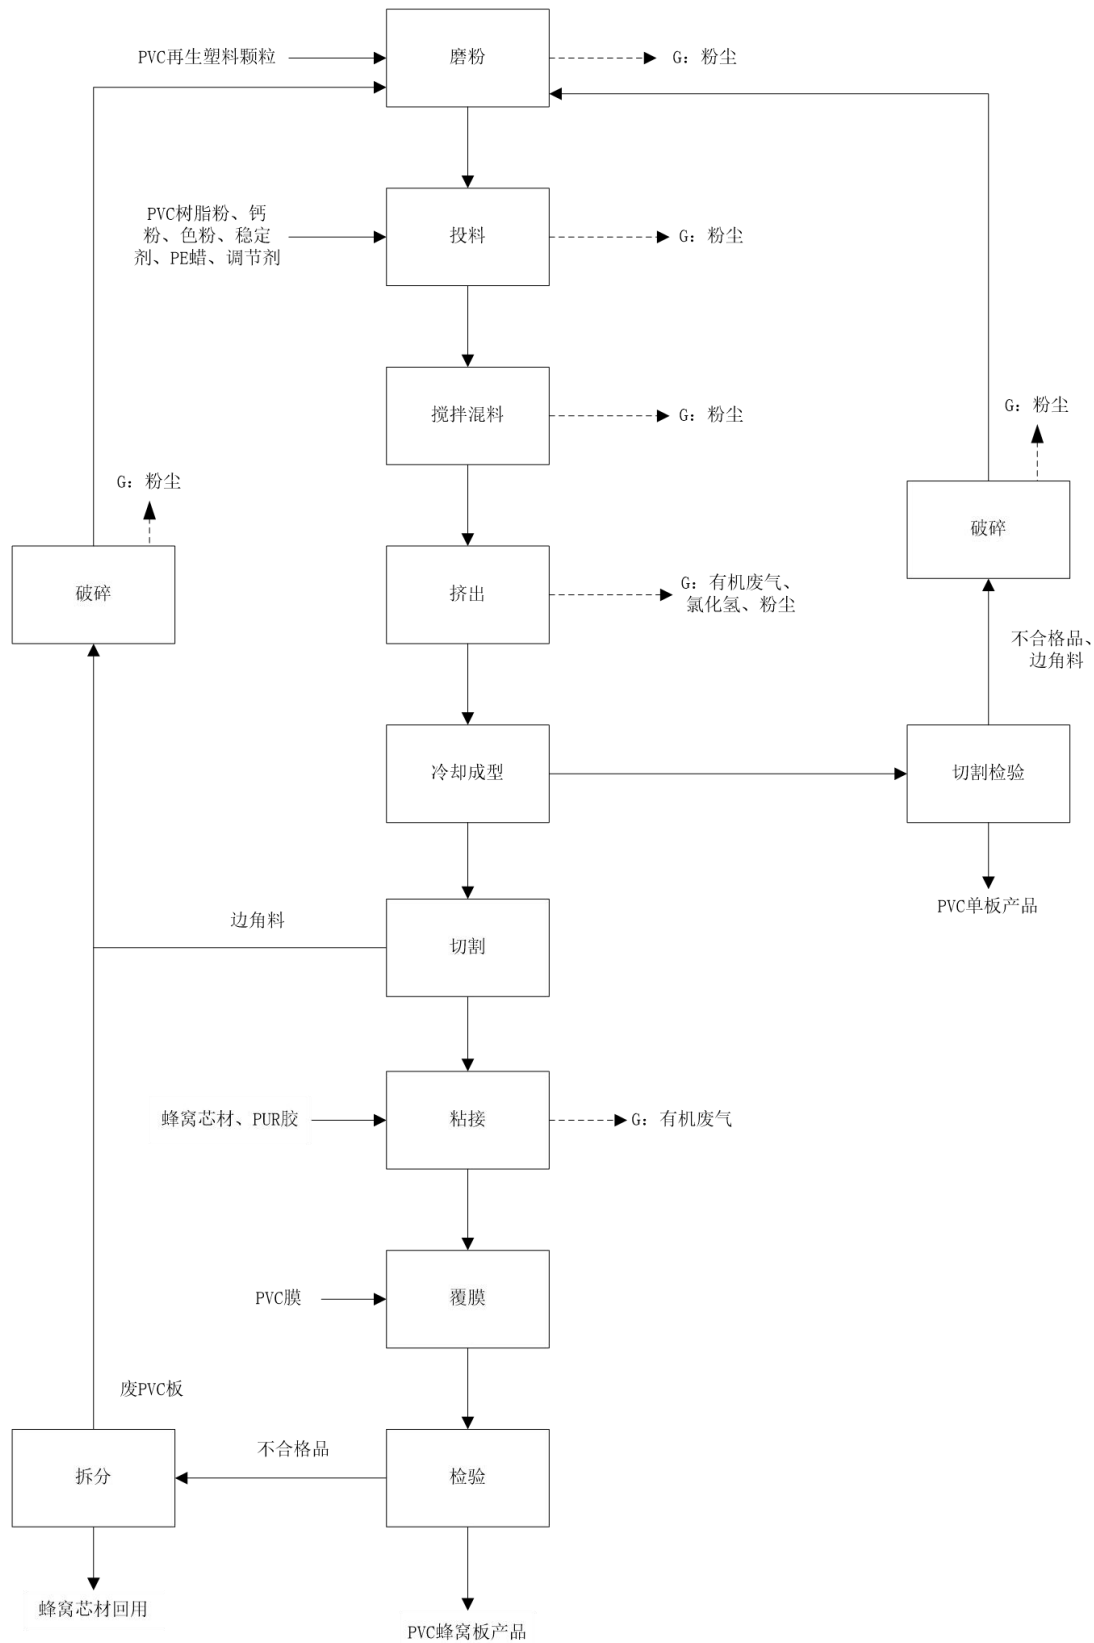 PVC再生塑料颗粒
磨粉
G：粉尘
PVC树脂粉、钙
粉、色粉、稳定
剂、PE蜡、调节剂
投料
G：粉尘
搅拌混料
G：粉尘
G：粉尘
G：粉尘
破碎
破碎
挤出
G：有机废气、
氯化氢、粉尘
不合格品、
边角料
冷却成型
切割检验
PVC单板产品
边角料
切割
蜂窝芯材、PUR胶
粘接
G：有机废气
PVC膜
覆膜
废PVC板
不合格品
拆分
检验
蜂窝芯材回用
PVC蜂窝板产品